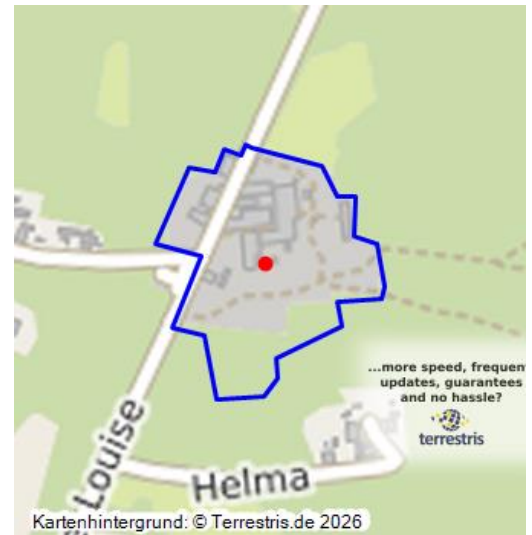 ...more speed, frequen
updates, guarantees
and no hassle?
terrestris
Louise
Helma
Kartenhintergrund: © Terrestris.de 2026